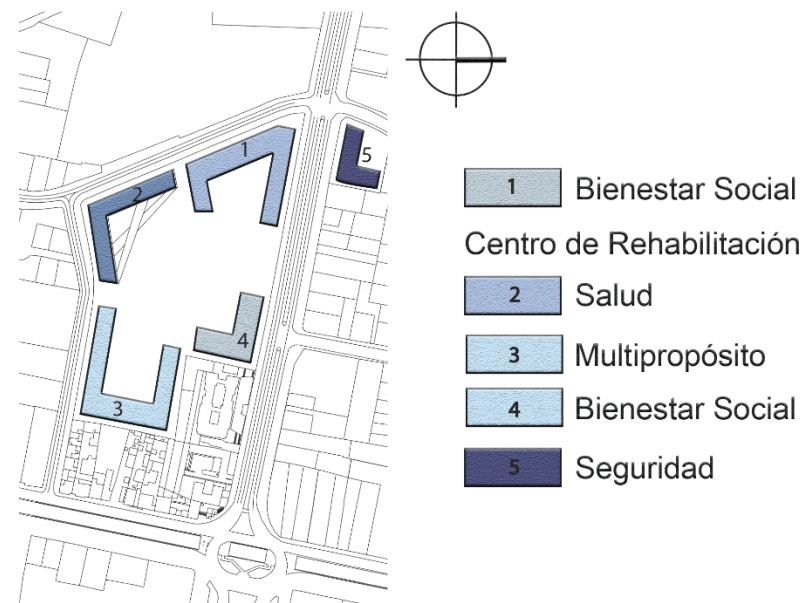 1
2
5
4
3
1 Bienestar Social
Centro de Rehabilitación
2 Salud
3 Multipropósito
4 Bienestar Social
5 Seguridad